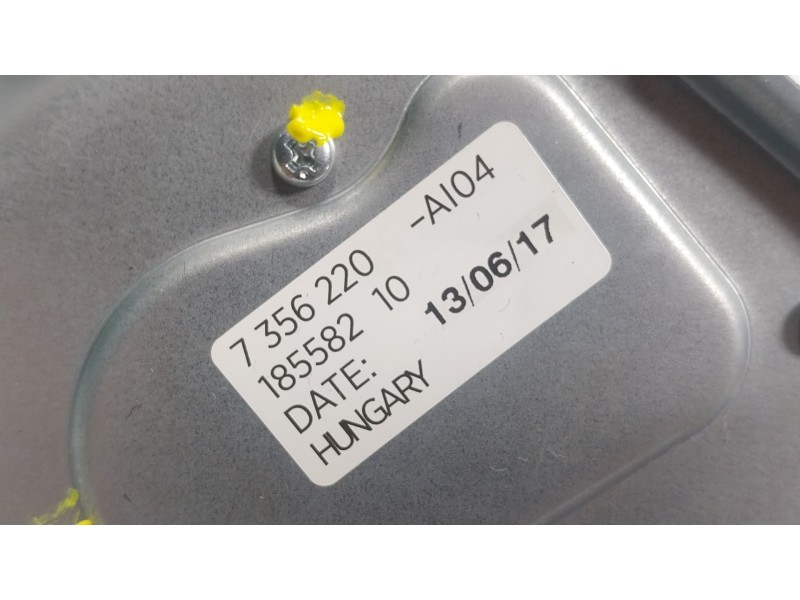 7 356 220 -AI04
185582 10
DATE: 13/06/17
HUNGARY